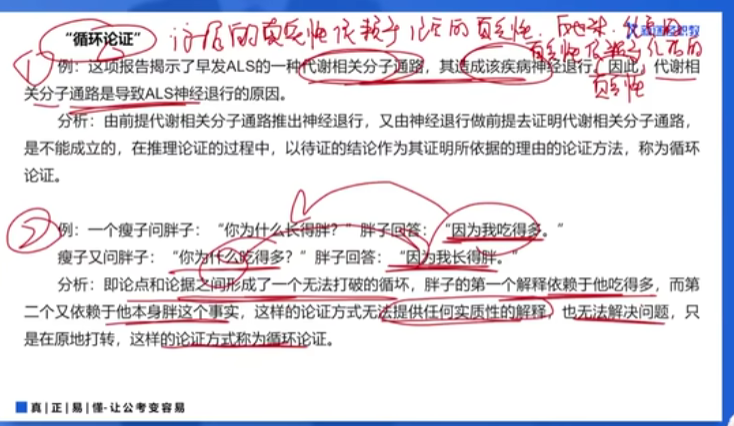 "循环论证"
论据的真实性依赖于论点的真实性，反过来，论点的
真实性依赖于论据的
真实性
①
例：这项报告揭示了早发ALS的一种代谢相关分子通路，其造成该疾病神经退行，因此，代谢相
关分子通路是导致ALS神经退行的原因。
分析：由前提代谢相关分子通路推出神经退行，又由神经退行做前提去证明代谢相关分子通路，
是不能成立的，在推理论证的过程中，以待证的结论作为其证明所依据的理由的论证方法，称为循环
论证。
②
例：一个瘦子问胖子："你为什么长得胖？"胖子回答："因为我吃得多。"
瘦子又问胖子："你为什么吃得多？"胖子回答："因为我长得胖。"
分析：即论点和论据之间形成了一个无法打破的循环，胖子的第一个解释依赖于他吃得多，而第
二个又依赖于他本身胖这个事实，这样的论证方式无法提供任何实质性的解释，也无法解决问题，只
是在原地打转，这样的论证方式称为循环论证。
真|正|易|懂-让公考变容易